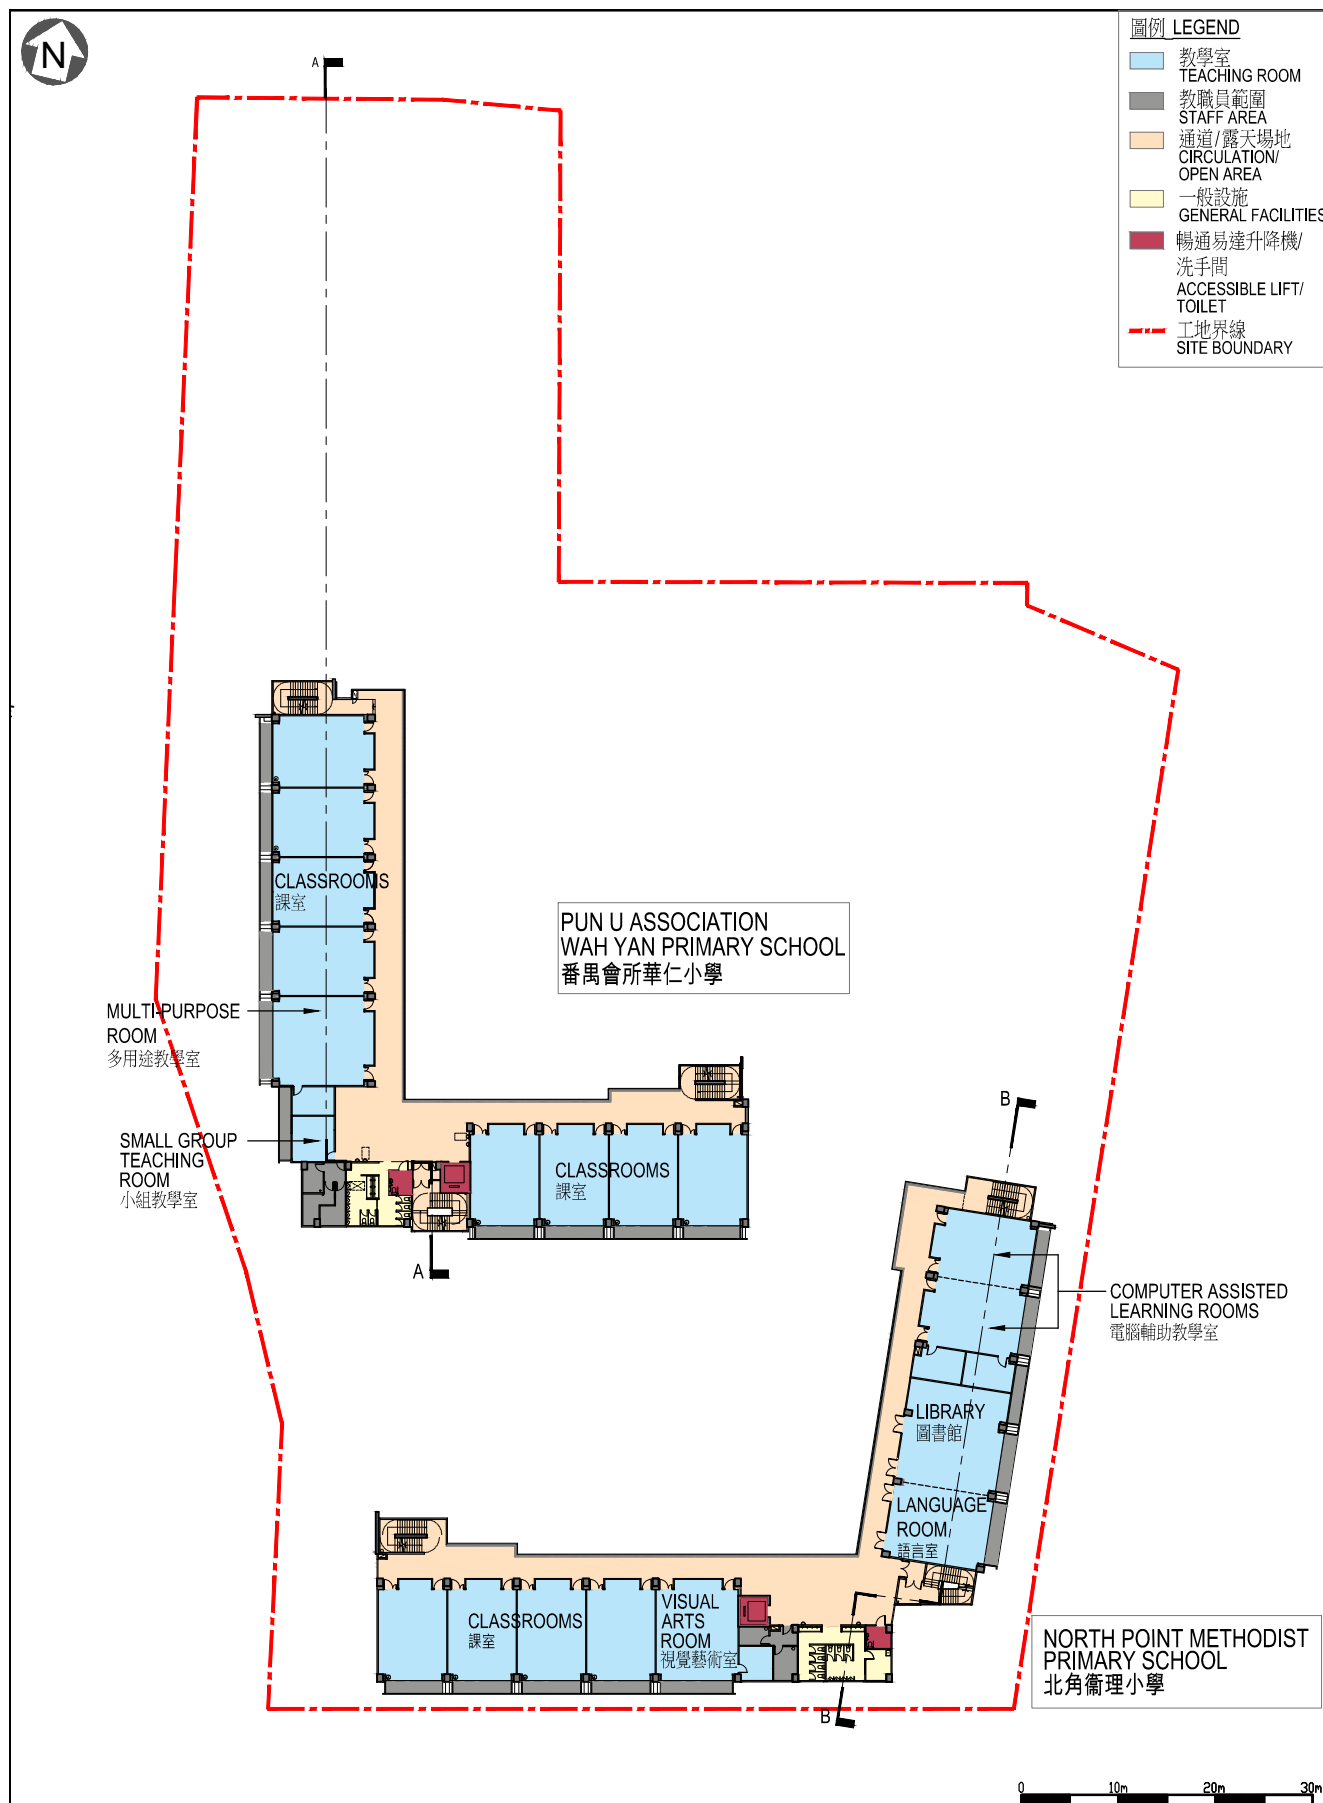 N
圖例 LEGEND
教學室
TEACHING ROOM
教職員範圍
STAFF AREA
通道/露天場地
CIRCULATION/
OPEN AREA
一般設施
GENERAL FACILITIES
暢通易達升降機/
洗手間
ACCESSIBLE LIFT/
TOILET
工地界線
SITE BOUNDARY
A
CLASSROOMS
課室
PUN U ASSOCIATION
WAH YAN PRIMARY SCHOOL
番禺會所華仁小學
MULTI-PURPOSE
ROOM
多用途教學室
SMALL GROUP
TEACHING
ROOM
小組教學室
CLASSROOMS
課室
A
B
COMPUTER ASSISTED
LEARNING ROOMS
電腦輔助教學室
LIBRARY
圖書館
LANGUAGE
ROOM
語言室
CLASSROOMS
課室
VISUAL
ARTS
ROOM
視覺藝術室
B
NORTH POINT METHODIST
PRIMARY SCHOOL
北角衞理小學
0 10m 20m 30m